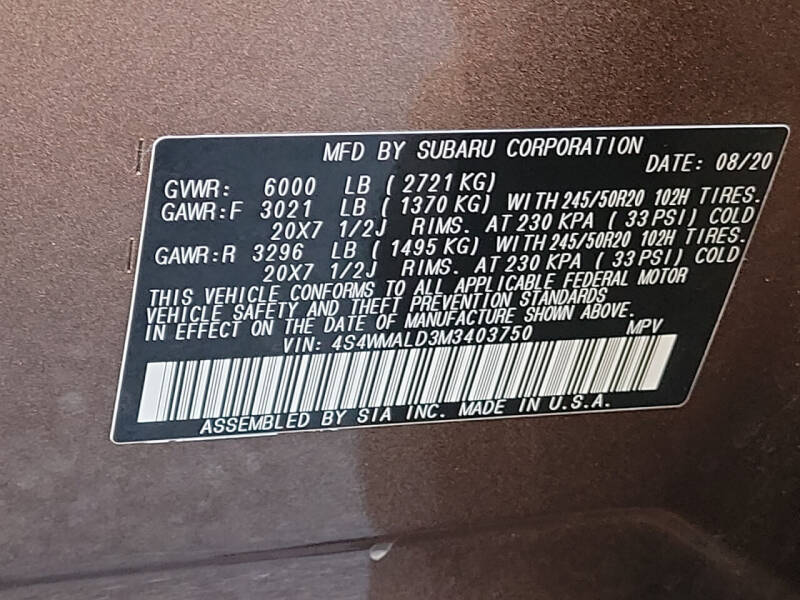 MFD BY SUBARU CORPORATION DATE: 08/20
GVWR: 6000 LB ( 2721 KG)
GAWR:F 3021 LB ( 1370 KG) WITH 245/50R20 102H TIRES.
20X7 1/2J RIMS. AT 230 KPA ( 33 PSI) COLD
GAWR:R 3296 LB ( 1495 KG) WITH 245/50R20 102H TIRES.
20X7 1/2J RIMS. AT 230 KPA ( 33 PSI) COLD.
THIS VEHICLE CONFORMS TO ALL APPLICABLE FEDERAL MOTOR
VEHICLE SAFETY AND THEFT PREVENTION STANDARDS
IN EFFECT ON THE DATE OF MANUFACTURE SHOWN ABOVE.
VIN: 4S4WMALD3M3403750 MPV
ASSEMBLED BY SIA INC. MADE IN U.S.A.